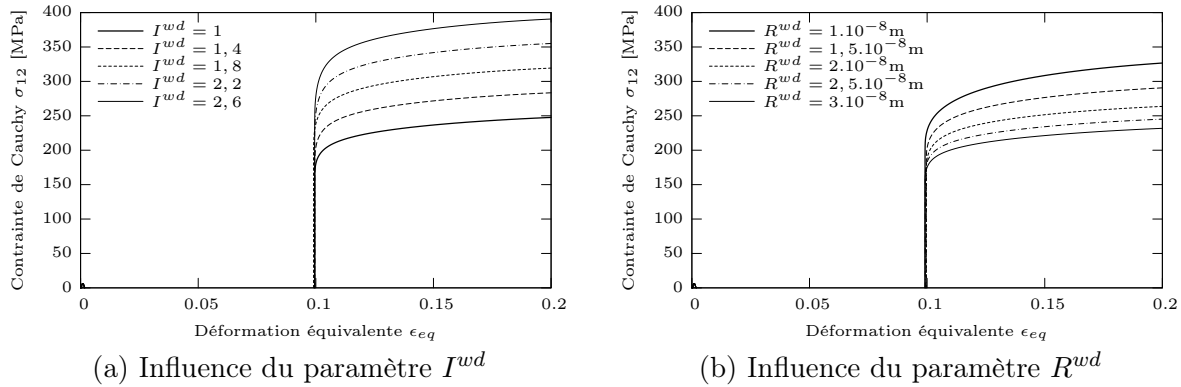 Contrainte de Cauchy σ₁₂ [MPa]
400
350
300
250
200
150
100
50
0
I^{wd} = 1
I^{wd} = 1, 4
I^{wd} = 1, 8
I^{wd} = 2, 2
I^{wd} = 2, 6
0 0.05 0.1 0.15 0.2
Déformation équivalente ϵ_{eq}
(a) Influence du paramètre I^{wd}
Contrainte de Cauchy σ₁₂ [MPa]
400
350
300
250
200
150
100
50
0
R^{wd} = 1.10⁻⁸m
R^{wd} = 1, 5.10⁻⁸m
R^{wd} = 2.10⁻⁸m
R^{wd} = 2, 5.10⁻⁸m
R^{wd} = 3.10⁻⁸m
0 0.05 0.1 0.15 0.2
Déformation équivalente ϵ_{eq}
(b) Influence du paramètre R^{wd}